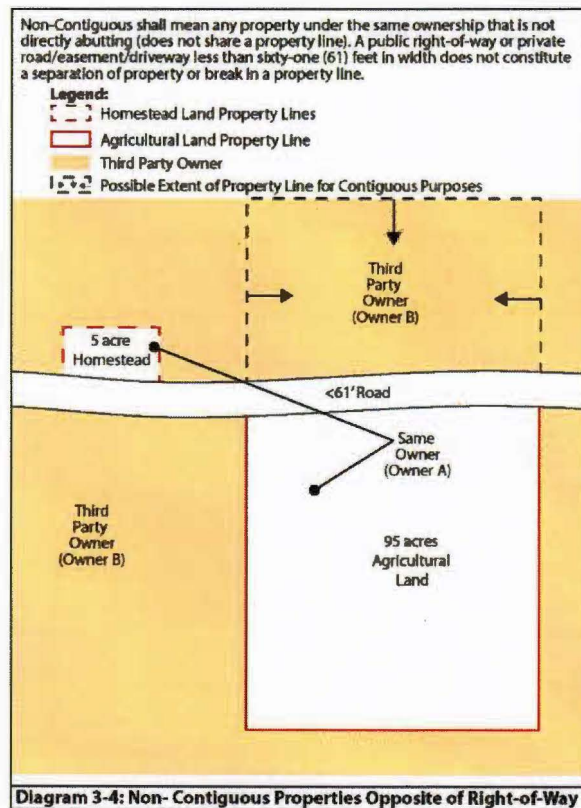 Non-Contiguous shall mean any property under the same ownership that is not
directly abutting (does not share a property line). A public right-of-way or private
road/easement/driveway less than sixty-one (61) feet in width does not constitute
a separation of property or break in a property line.
Legend:
Homestead Land Property Lines
Agricultural Land Property Line
Third Party Owner
Possible Extent of Property Line for Contiguous Purposes
Third
Party
Owner
(Owner B)
5 acre
Homestead
<61' Road
Same
Owner
(Owner A)
Third
Party
Owner
(Owner B)
95 acres
Agricultural
Land
Diagram 3-4: Non- Contiguous Properties Opposite of Right-of-Way